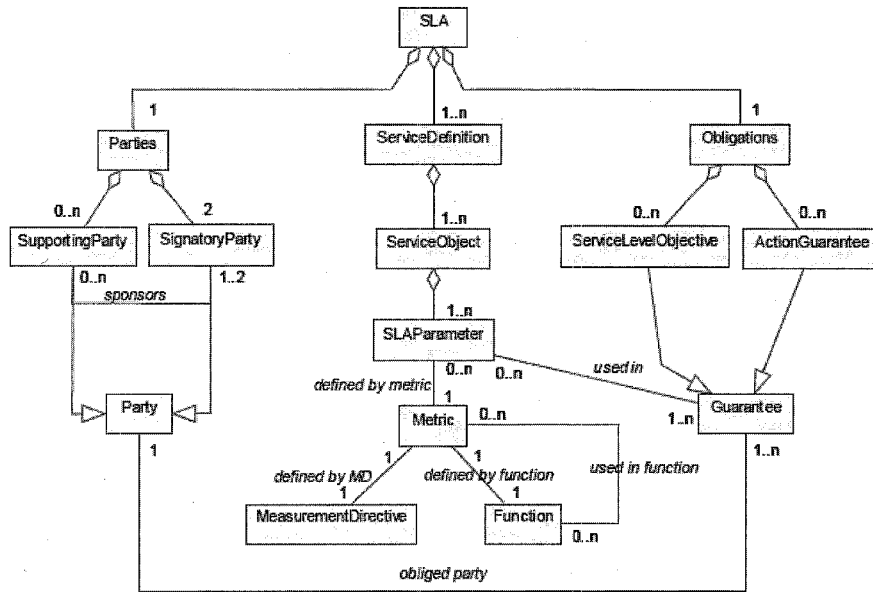 SLA
1
1..n
1
Parties
ServiceDefinition
Obligations
0..n
2
1..n
0..n
0..n
SupportingParty
SignatoryParty
ServiceObject
ServiceLevelObjective
ActionGuarantee
0..n
1..2
sponsors
1..n
SLAParameter
0..n
0..n
used in
defined by metric
1
Party
Metric
0..n
Guarantee
1..n
1
1
1
1..n
defined by MD
defined by function
used in function
1
1
MeasurementDirective
Function
0..n
obliged party